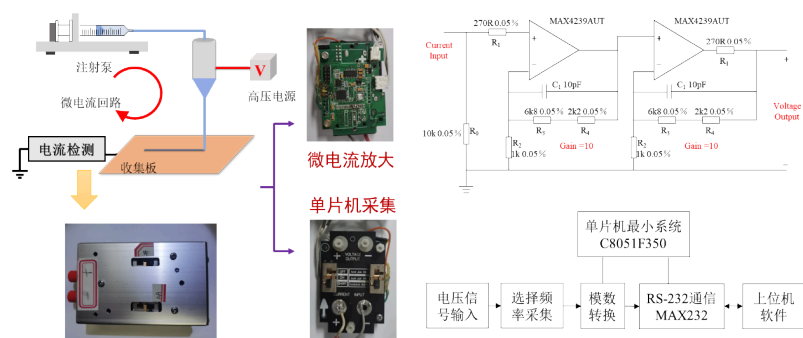 注射泵
微电流回路
V
高压电源
电流检测
收集板
微电流放大
单片机采集
VOLTAGE
OUTPUT
CURRENT INPUT
MAX4239AUT
MAX4239AUT
270R 0.05%
R1
Current
Input
+
−
C1 10pF
6k8 0.05%
2k2 0.05%
R3
R4
10k 0.05%
R0
R2
1k 0.05%
Gain =10
+
−
270R 0.05%
R1
C1 10pF
6k8 0.05%
2k2 0.05%
R3
R4
R2
1k 0.05%
Gain =10
+
Voltage
Output
−
单片机最小系统
C8051F350
电压信
号输入
选择频
率采集
模数
转换
RS-232通信
MAX232
上位机
软件